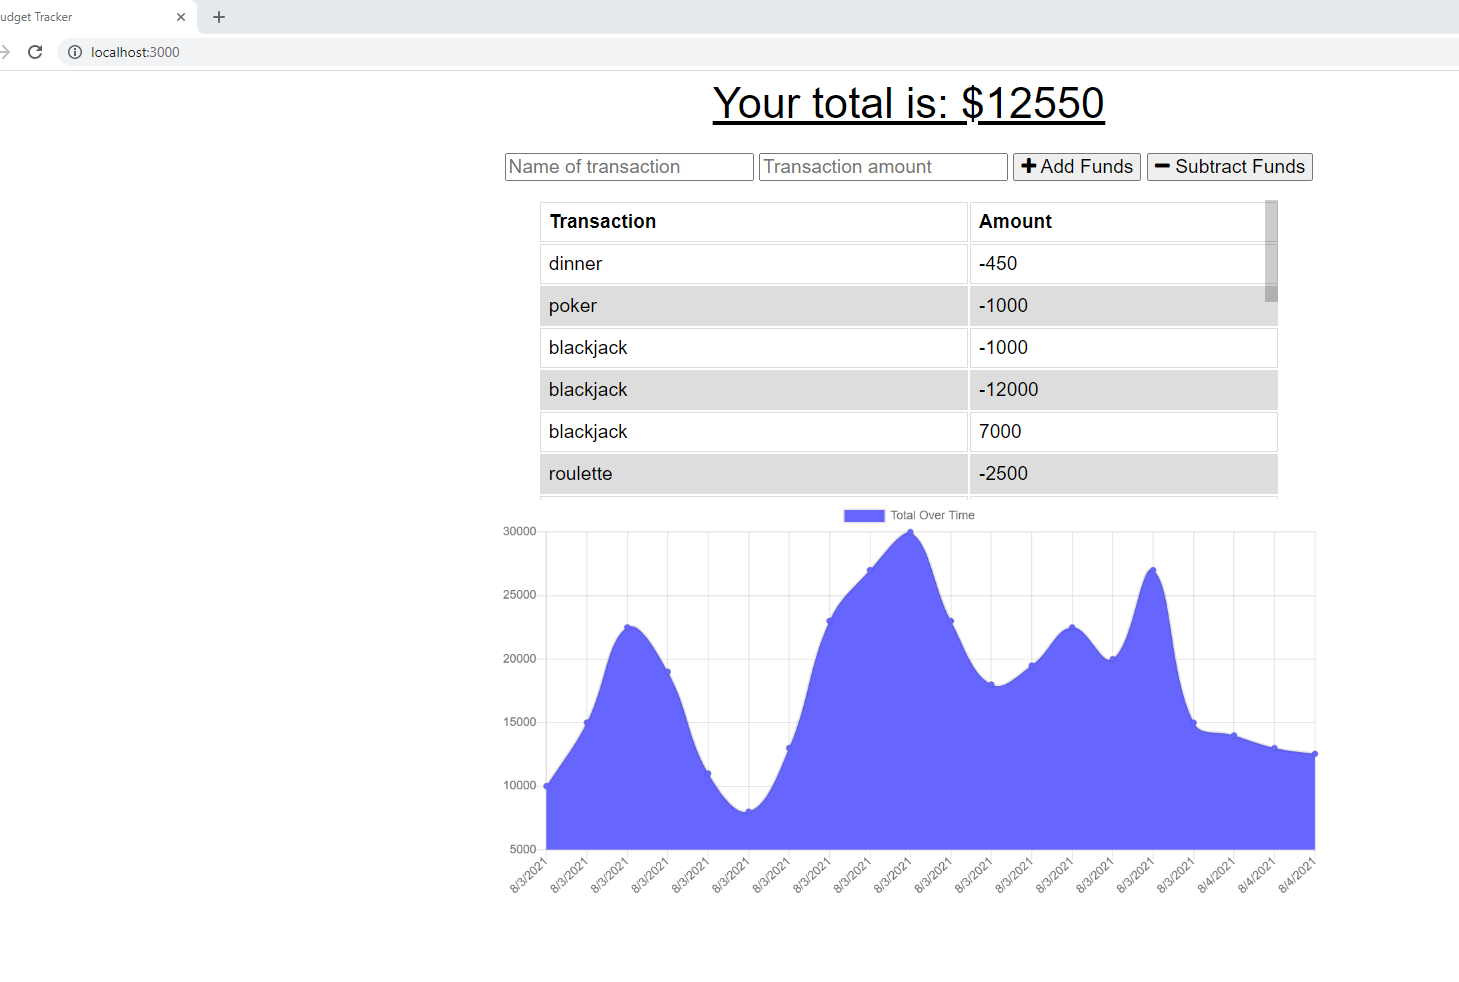 udget Tracker
localhost:3000
Your total is: $12550
Name of transaction Transaction amount Add Funds Subtract Funds
Transaction Amount
dinner -450
poker -1000
blackjack -1000
blackjack -12000
blackjack 7000
roulette -2500
Total Over Time
30000
25000
20000
15000
10000
5000
8/3/2021 8/3/2021 8/3/2021 8/3/2021 8/3/2021 8/3/2021 8/3/2021 8/3/2021 8/3/2021 8/3/2021 8/3/2021 8/3/2021 8/3/2021 8/3/2021 8/3/2021 8/3/2021 8/3/2021 8/4/2021 8/4/2021 8/4/2021